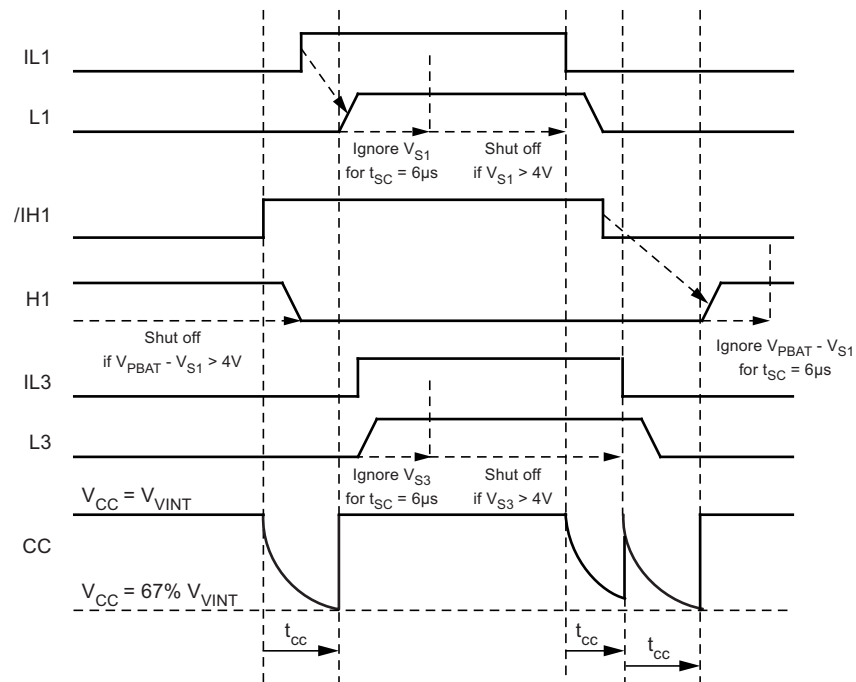 IL1
L1
Ignore VS1
for tSC = 6µs
Shut off
if VS1 > 4V
/IH1
H1
Shut off
if VPBAT - VS1 > 4V
Ignore VPBAT - VS1
for tSC = 6µs
IL3
L3
Ignore VS3
for tSC = 6µs
Shut off
if VS3 > 4V
VCC = VVINT
CC
VCC = 67% VVINT
tcc
tcc
tcc